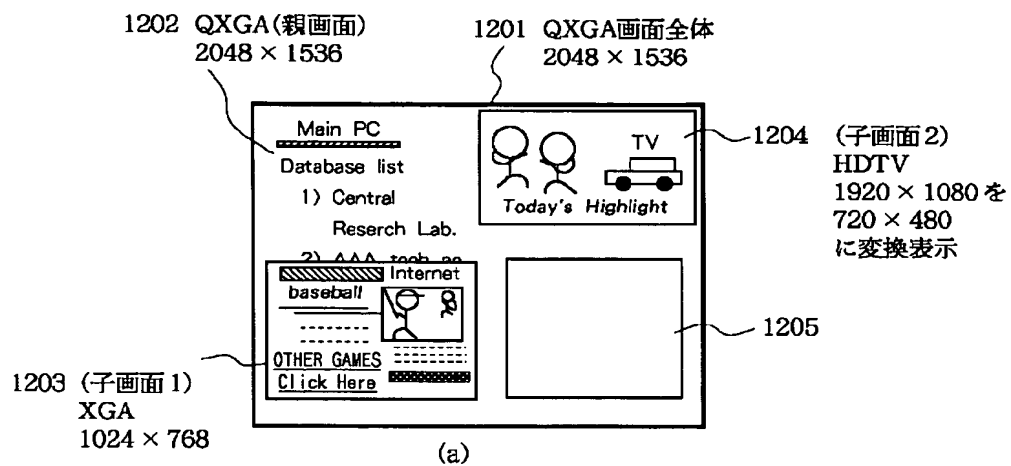 1202 QXGA(親画面)
2048 × 1536
1201 QXGA画面全体
2048 × 1536
Main PC
Database list
1) Central
Reserch Lab.
2) AAA tech
TV
Today's Highlight
1204 (子画面2)
HDTV
1920 × 1080を
720 × 480
に変換表示
Internet
baseball
OTHER GAMES
Click Here
1205
1203 (子画面1)
XGA
1024 × 768
(a)